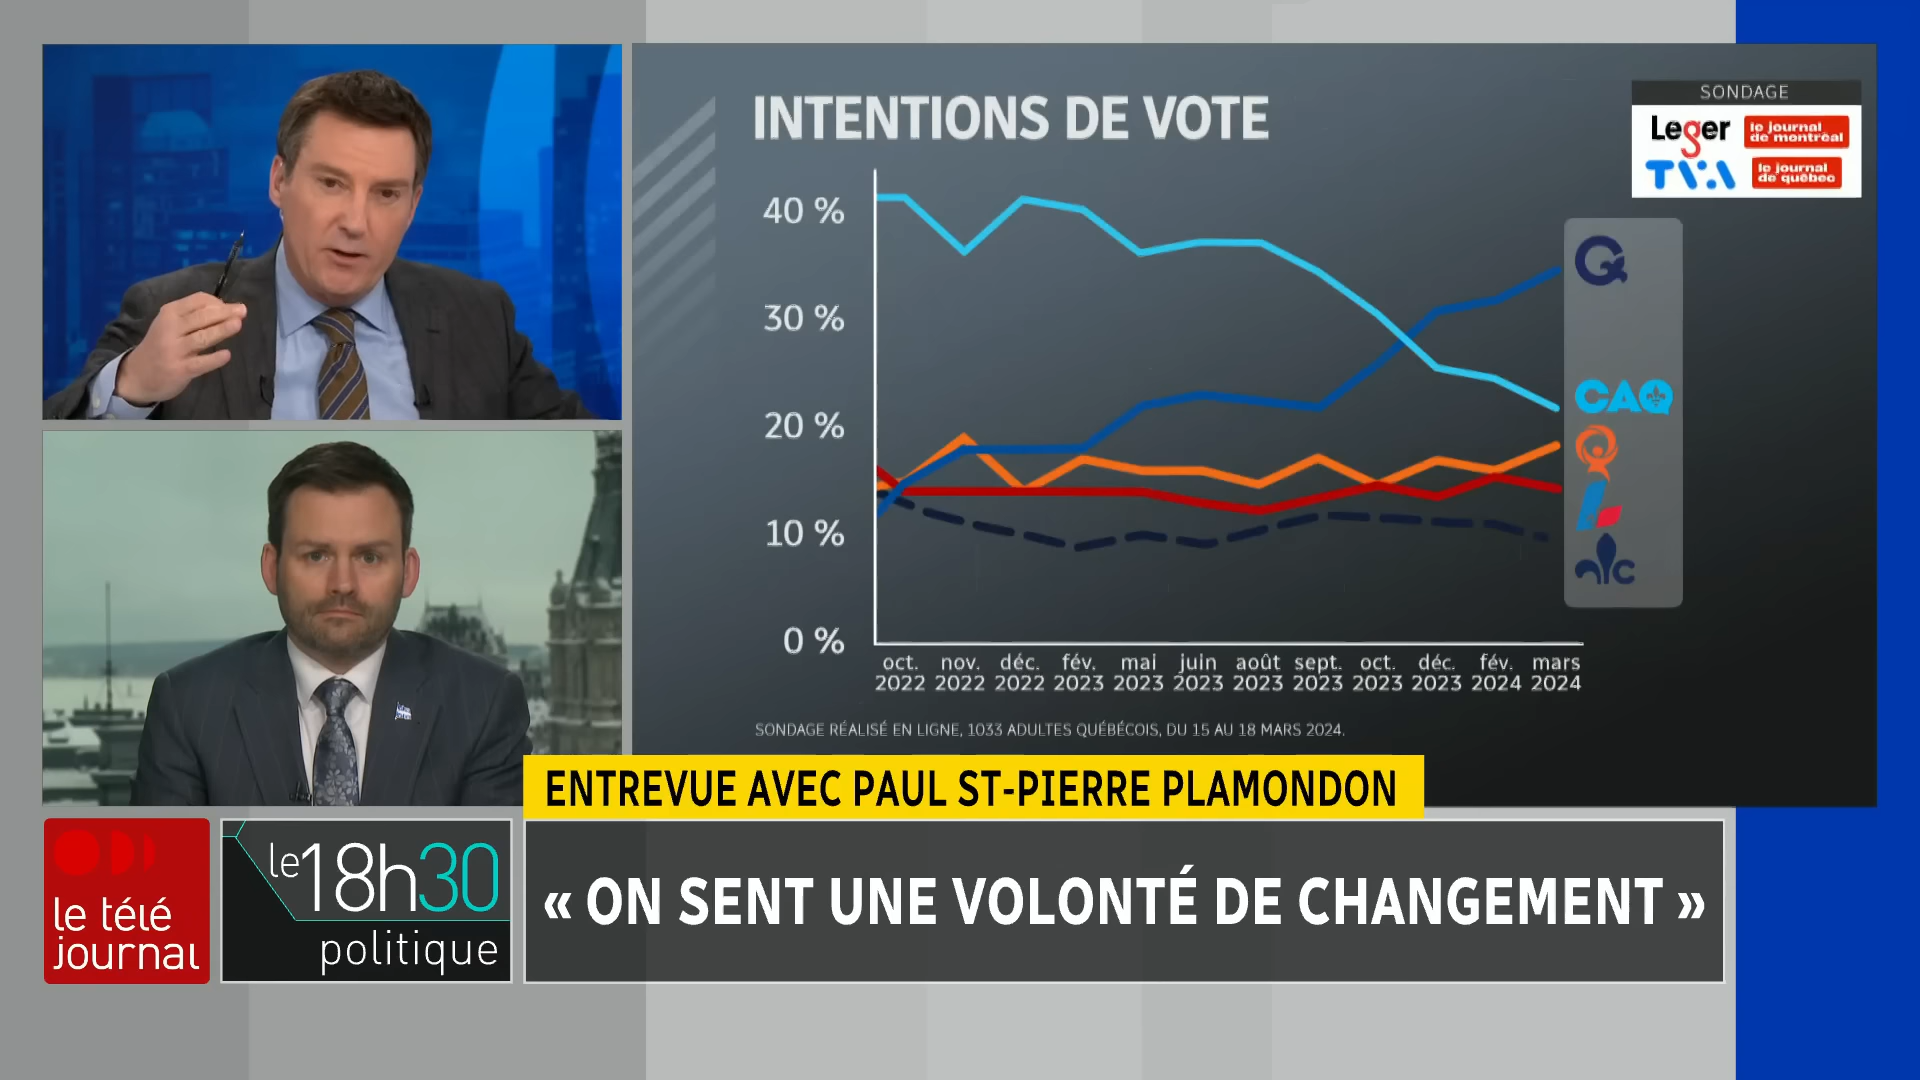 INTENTIONS DE VOTE
SONDAGE
Leger
le journal
de montréal
TVA
le journal
de québec
40 %
30 %
20 %
10 %
0 %
CAQ
L
C
oct. nov. déc. fév. mai juin août sept. oct. déc. fév. mars
2022 2022 2022 2023 2023 2023 2023 2023 2023 2023 2024 2024
SONDAGE RÉALISÉ EN LIGNE, 1033 ADULTES QUÉBÉCOIS, DU 15 AU 18 MARS 2024.
ENTREVUE AVEC PAUL ST-PIERRE PLAMONDON
« ON SENT UNE VOLONTÉ DE CHANGEMENT »
le télé
journal
le 18h30
politique